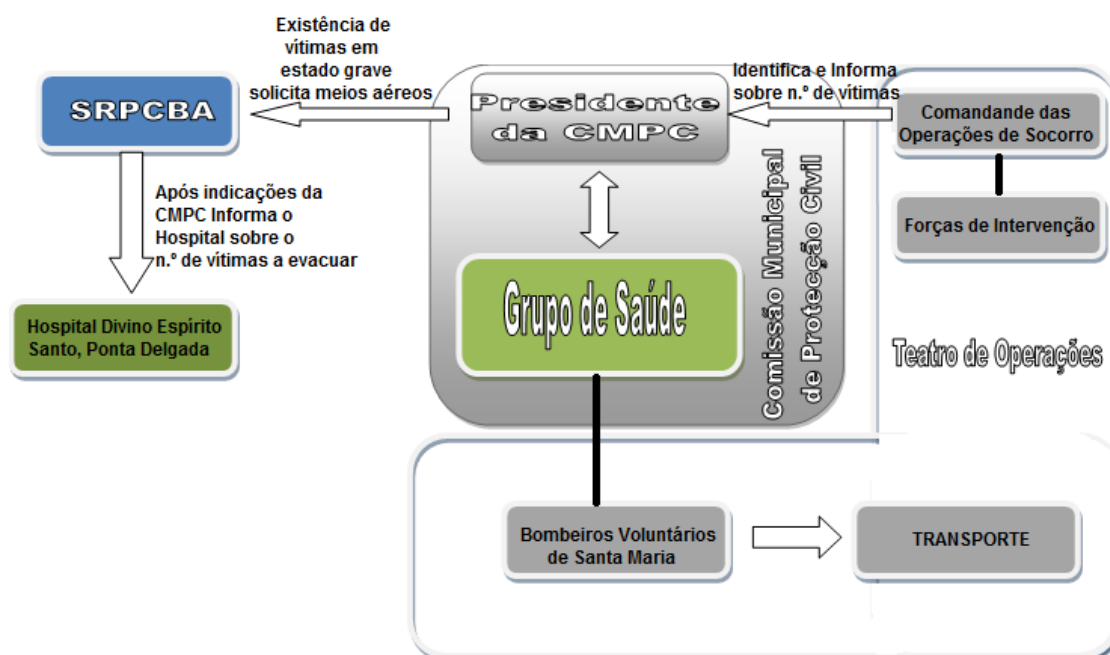 Existência de
vítimas em
estado grave
solicita meios aéreos
SRPCBA
Presidente
da CMPC
Identifica e Informa
sobre n.º de vítimas
Comandande das
Operações de Socorro
Após indicações da
CMPC Informa o
Hospital sobre o
n.º de vítimas a evacuar
Forças de Intervenção
Hospital Divino Espírito
Santo, Ponta Delgada
Grupo de Saúde
Comissão Municipal
de Protecção Civil
Teatro de Operações
Bombeiros Voluntários
de Santa Maria
TRANSPORTE